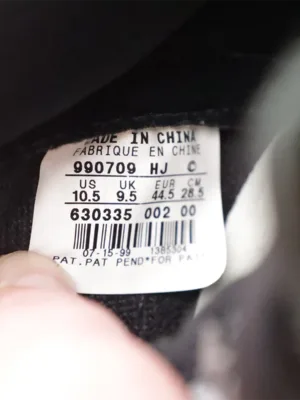 MADE IN CHINA
FABRIQUE EN CHINE
990709 HJ C
US UK EUR CM
10.5 9.5 44.5 28.5
630335 002 00
07-15-99 1385304
PAT.PAT PEND*FOR